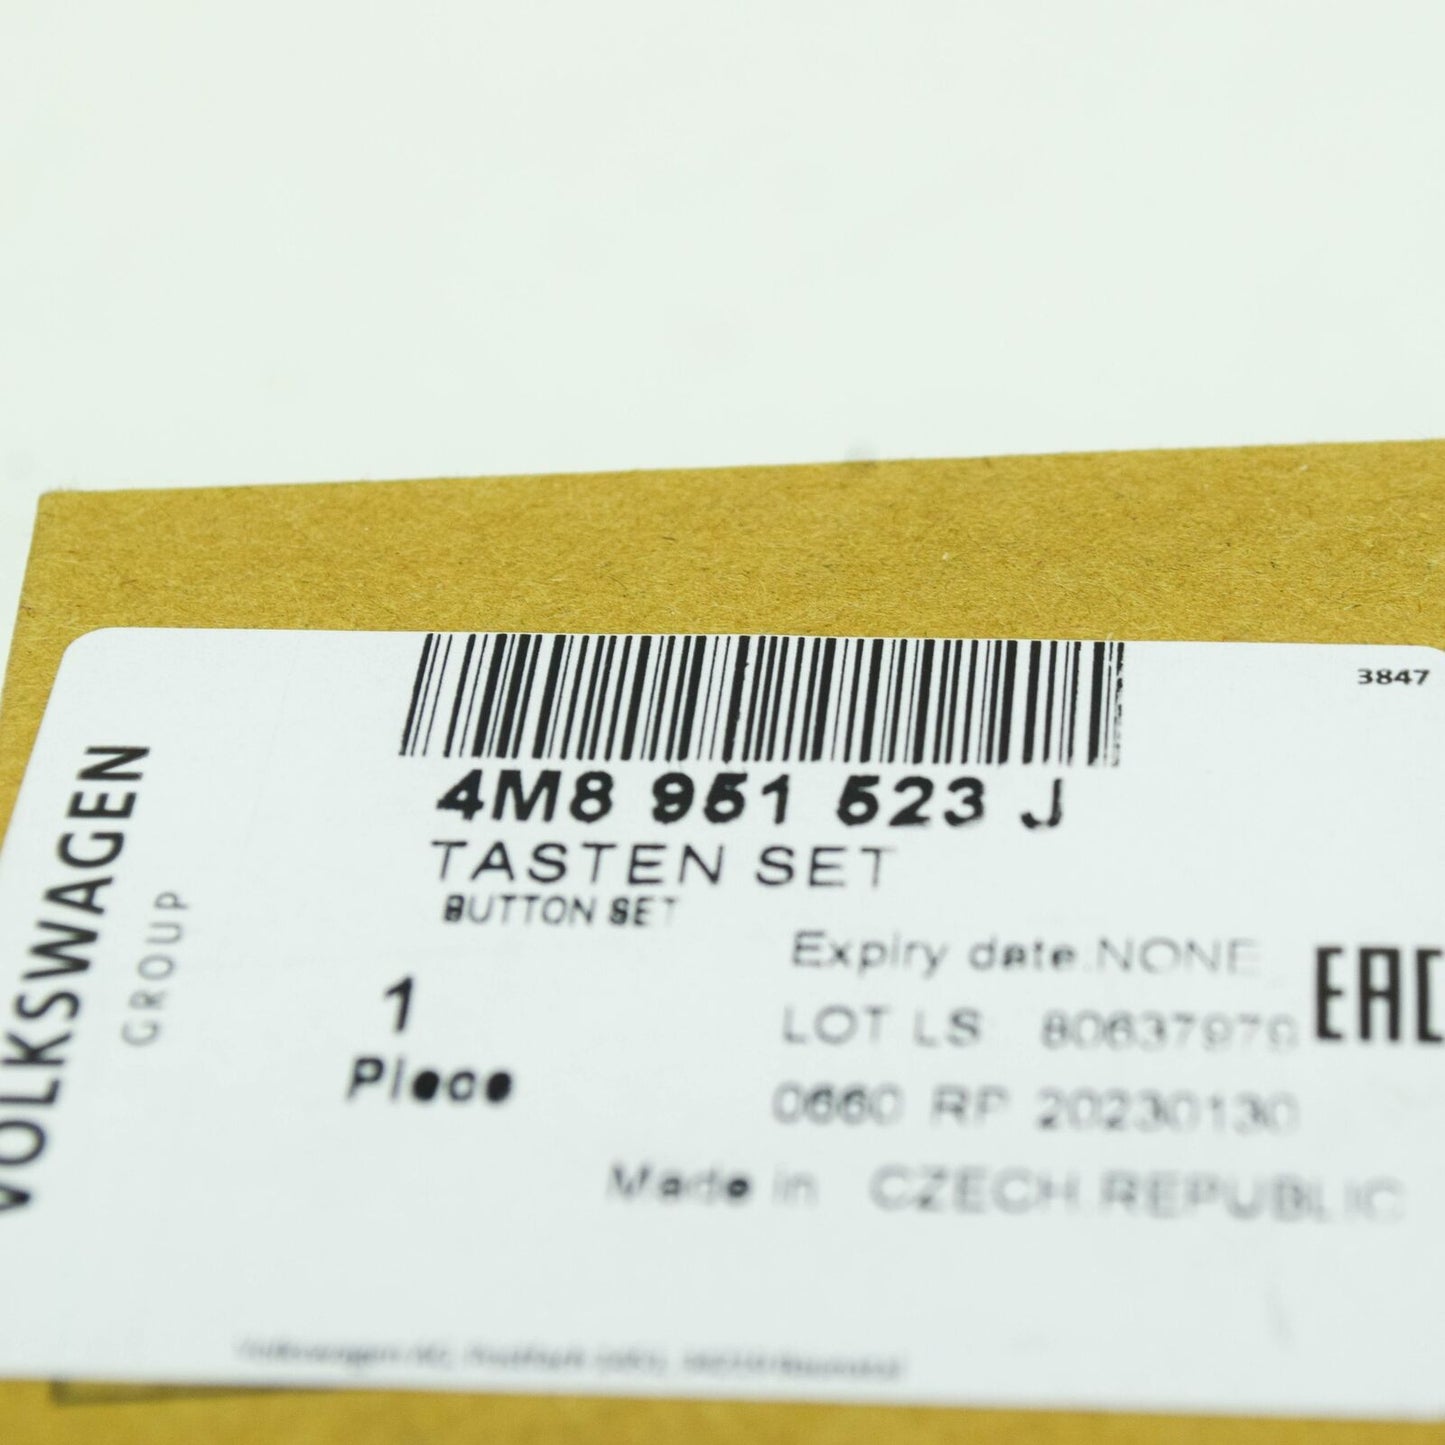 3847
4M8 951 523 J
TASTEN SET
BUTTON SET
Expiry date.NONE
LOT LS 80637979
0660 RP 20230130
1
Piece
Made in CZECH.REPUBLIC
EAC
VOLKSWAGEN
GROUP